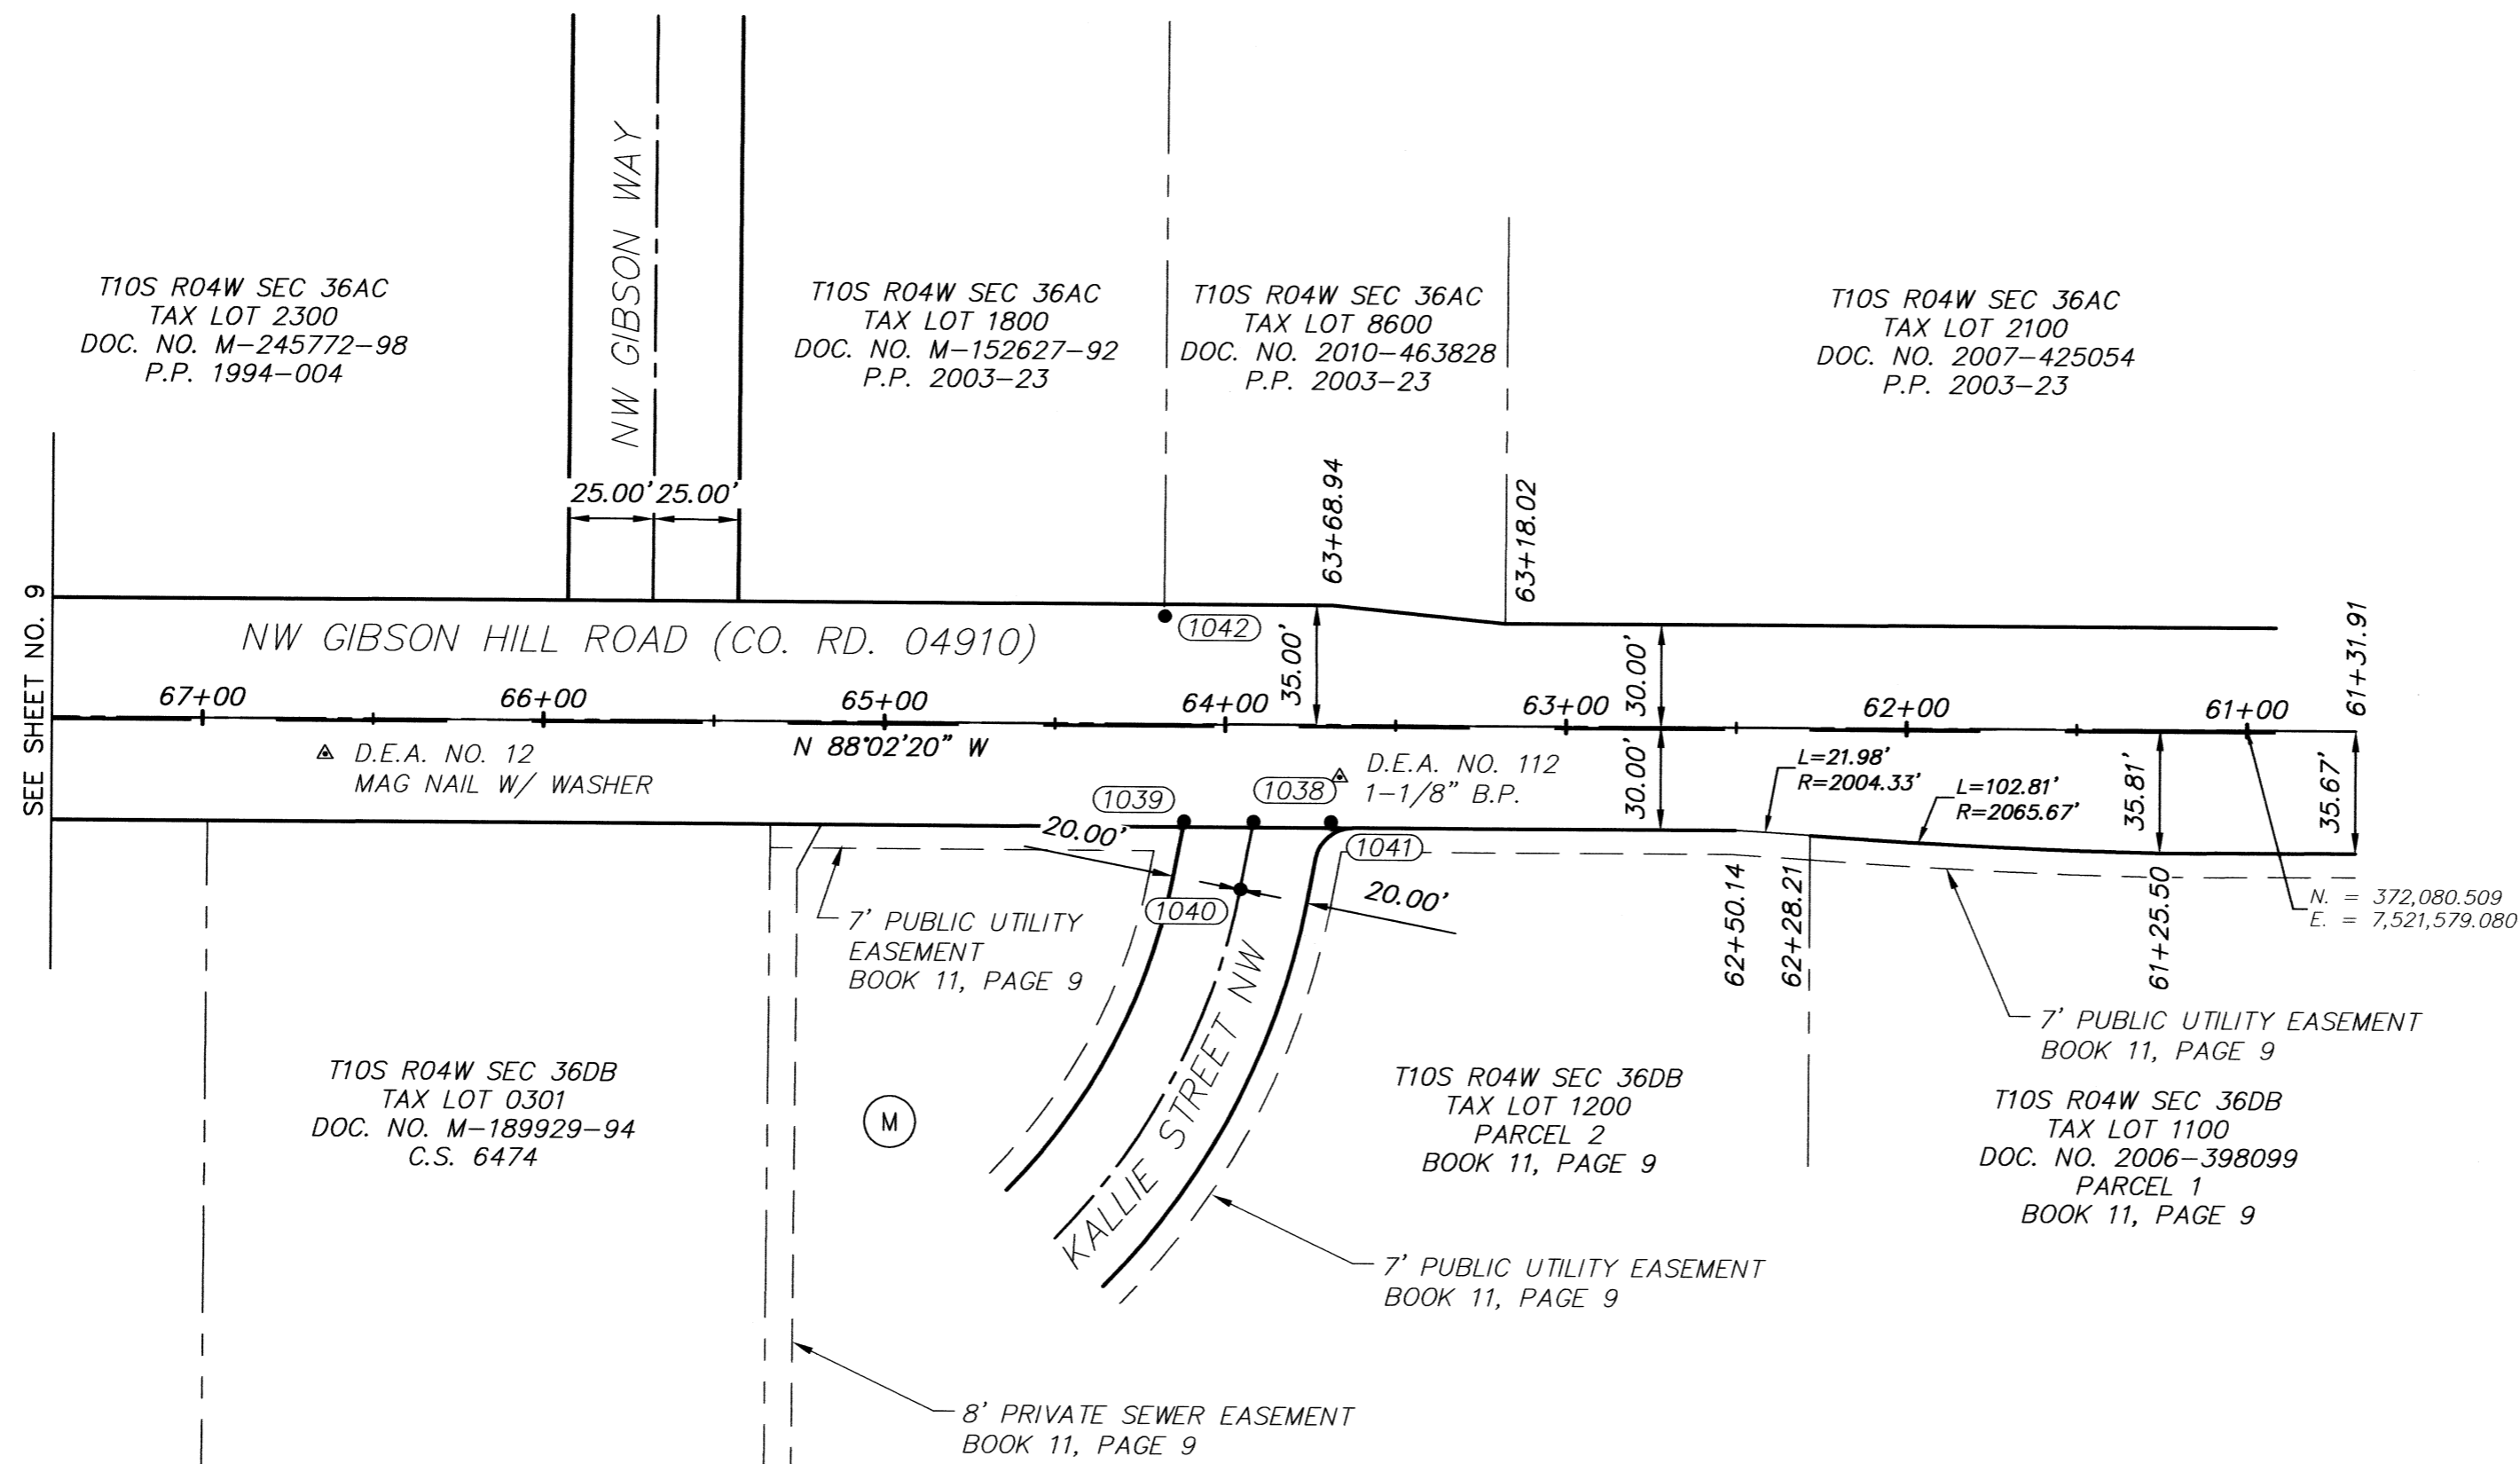 NW GIBSON WAY
T10S R04W SEC 36AC
TAX LOT 2300
DOC. NO. M-245772-98
P.P. 1994-004
T10S R04W SEC 36AC
TAX LOT 1800
DOC. NO. M-152627-92
P.P. 2003-23
T10S R04W SEC 36AC
TAX LOT 8600
DOC. NO. 2010-463828
P.P. 2003-23
T10S R04W SEC 36AC
TAX LOT 2100
DOC. NO. 2007-425054
P.P. 2003-23
25.00' 25.00'
63+68.94
63+18.02
61+31.91
SEE SHEET NO. 9
NW GIBSON HILL ROAD (CO. RD. 04910)
1042
35.00'
30.00'
67+00
66+00
65+00
64+00
63+00
62+00
61+00
D.E.A. NO. 12
MAG NAIL W/ WASHER
N 88°02'20" W
D.E.A. NO. 112
1-1/8" B.P.
1039
1038
30.00'
L=21.98'
R=2004.33'
L=102.81'
R=2065.67'
35.81'
35.67'
20.00'
1041
1040
20.00'
62+50.14
62+28.21
61+25.50
N. = 372,080.509
E. = 7,521,579.080
7' PUBLIC UTILITY
EASEMENT
BOOK 11, PAGE 9
KALLIE STREET NW
7' PUBLIC UTILITY EASEMENT
BOOK 11, PAGE 9
T10S R04W SEC 36DB
TAX LOT 0301
DOC. NO. M-189929-94
C.S. 6474
M
T10S R04W SEC 36DB
TAX LOT 1200
PARCEL 2
BOOK 11, PAGE 9
T10S R04W SEC 36DB
TAX LOT 1100
DOC. NO. 2006-398099
PARCEL 1
BOOK 11, PAGE 9
7' PUBLIC UTILITY EASEMENT
BOOK 11, PAGE 9
8' PRIVATE SEWER EASEMENT
BOOK 11, PAGE 9